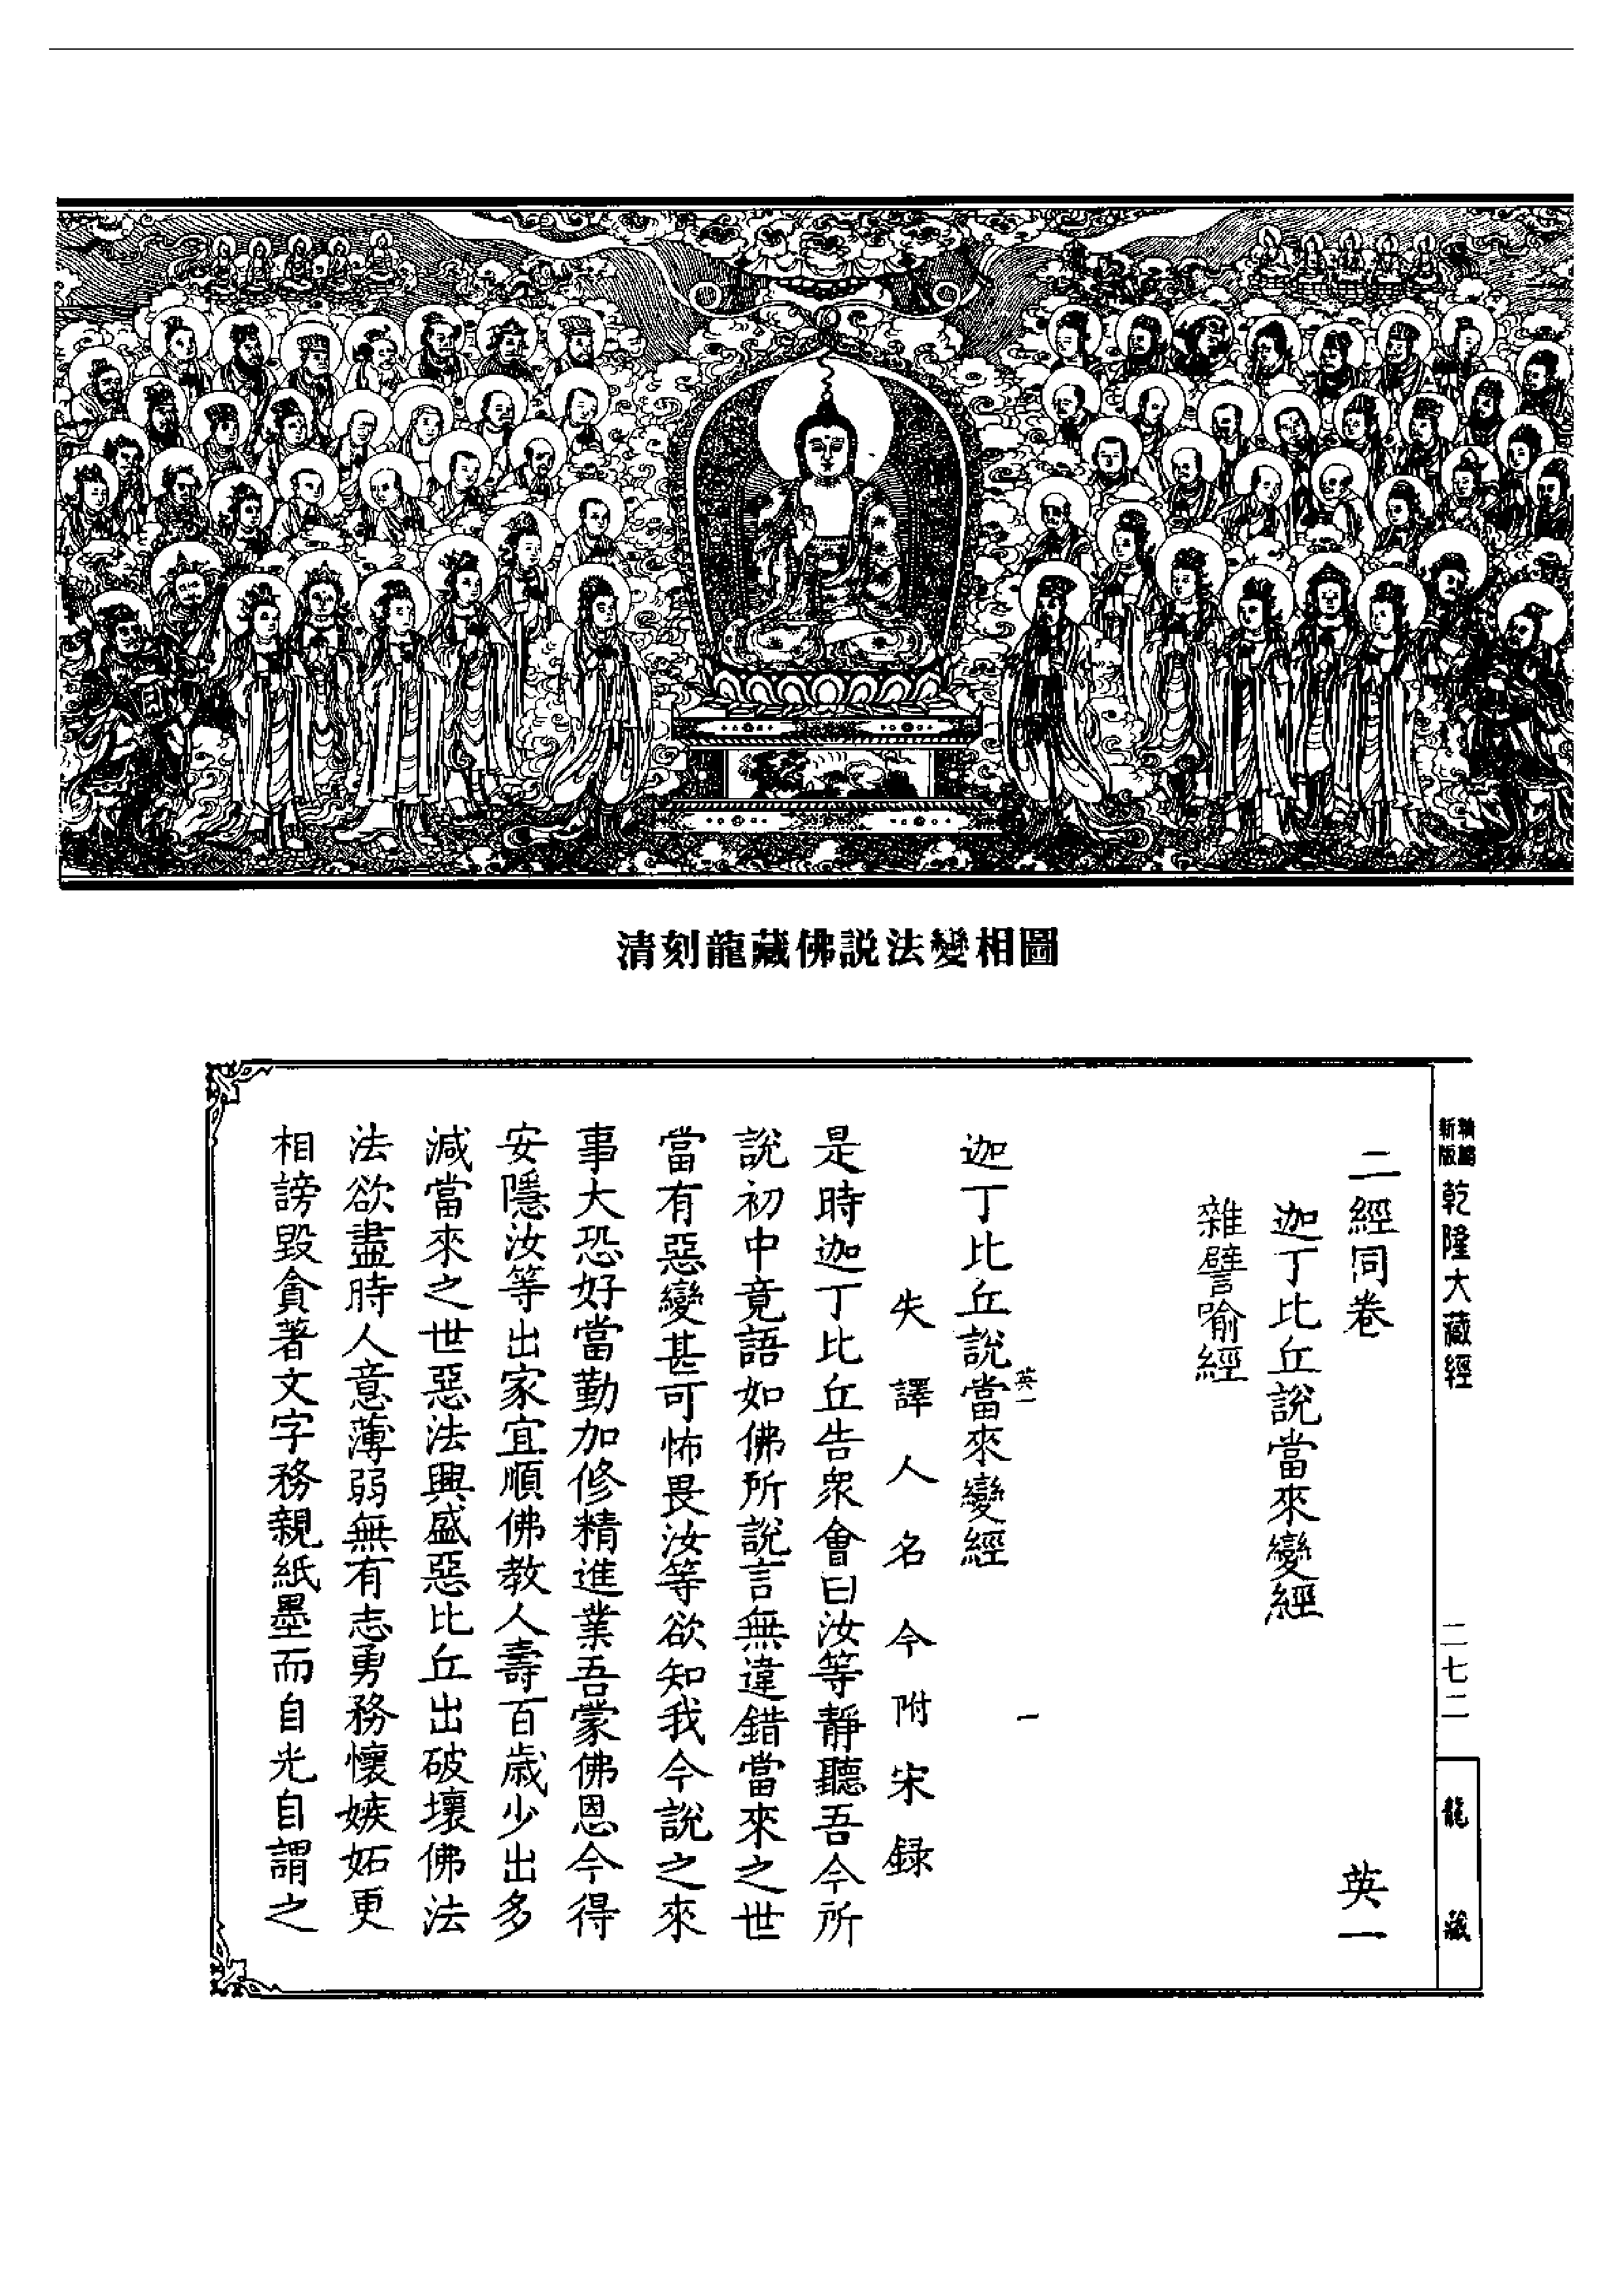 清刻龍藏佛説法變相圖
新版
乾隆大藏經
二七二
龍藏
二經同卷 英一
迦丁比丘說當來變經
雜譬喻經
英一 一
迦丁比丘說當來變經
失譯人名今附宋録
是時迦丁比丘告衆會曰汝等靜聽吾今所
說初中竟語如佛所說言無違錯當來之世
當有惡變甚可怖畏汝等欲知我今說之來
事大恐好當勤加修精進業吾蒙佛恩今得
安隱汝等出家宜順佛教人壽百歲少出多
減當來之世惡法興盛惡比丘出破壞佛法
法欲盡時人意薄弱無有志勇務懷嫉妬更
相謗毀貪著文字務親紙墨而自光自謂之